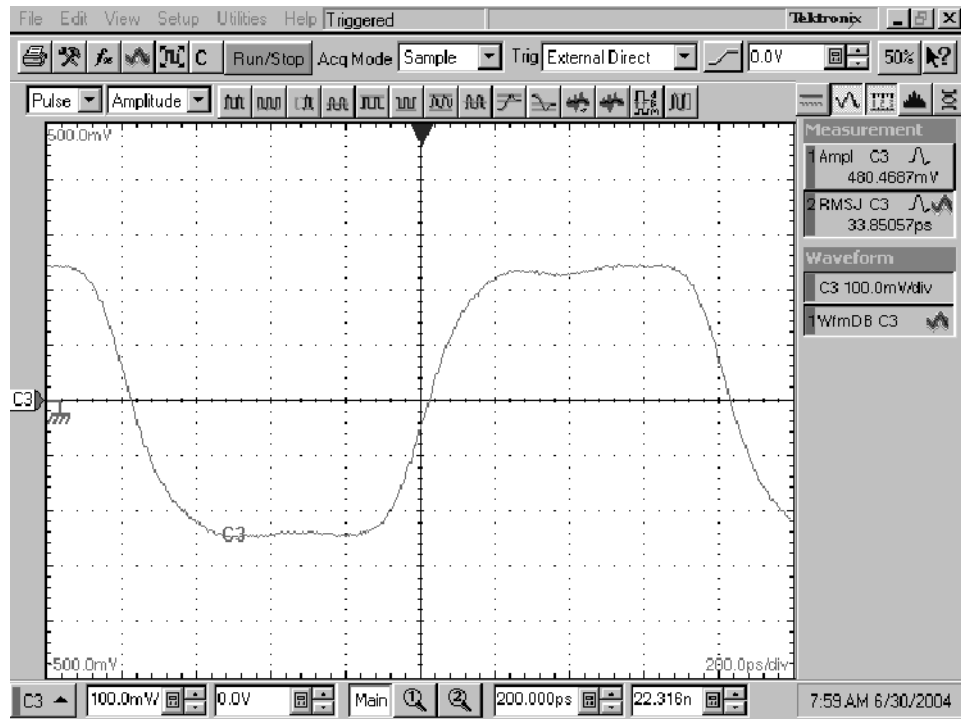 File Edit View Setup Utilities Help Triggered Tektronix
C Run/Stop Acq Mode Sample Trig External Direct 0.0V 50%
Pulse Amplitude
500.0mV
Measurement
1 Ampl C3
480.4687mV
2 RMSJ C3
33.85057ps
Waveform
C3 100.0mV/div
1 WfmDB C3
C3
C3
-500.0mV
200.0ps/div
C3 100.0mV/ 0.0V Main 1 2 200.000ps 22.316n 7:59 AM 6/30/2004